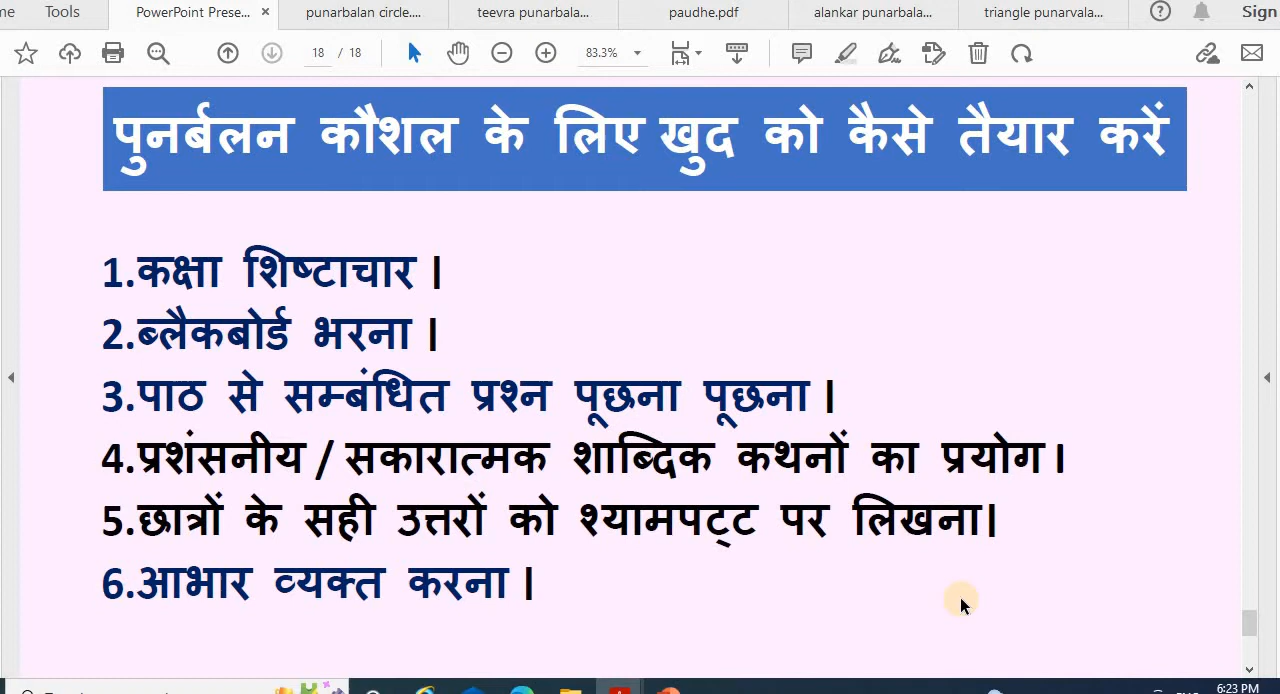 me Tools PowerPoint Prese... × punarbalan circle.... teevra punarbala... paudhe.pdf alankar punarbala... triangle punarvala... ? Sign
18 / 18 83.3%
पुनर्बलन कौशल के लिए खुद को कैसे तैयार करें
1.कक्षा शिष्टाचार |
2.ब्लैकबोर्ड भरना |
3.पाठ से सम्बंधित प्रश्न पूछना पूछना |
4.प्रशंसनीय / सकारात्मक शाब्दिक कथनों का प्रयोग।
5.छात्रों के सही उत्तरों को श्यामपट्ट पर लिखना|
6.आभार व्यक्त करना |
6:23 PM